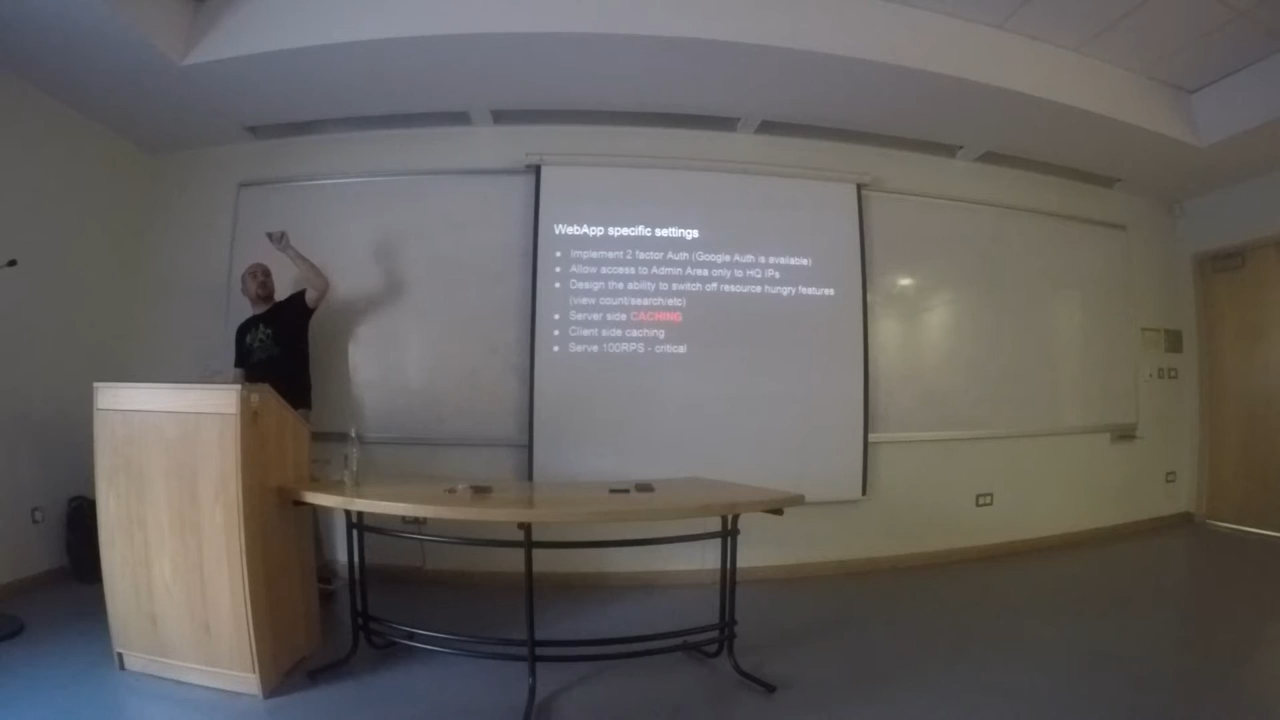 WebApp specific settings
Implement 2 factor Auth (Google Auth is available)
Allow access to Admin Area only to HQ IPs
Design the ability to switch off resource hungry features
(view count/search/etc)
Server side CACHING
Client side caching
Serve 100RPS - critical